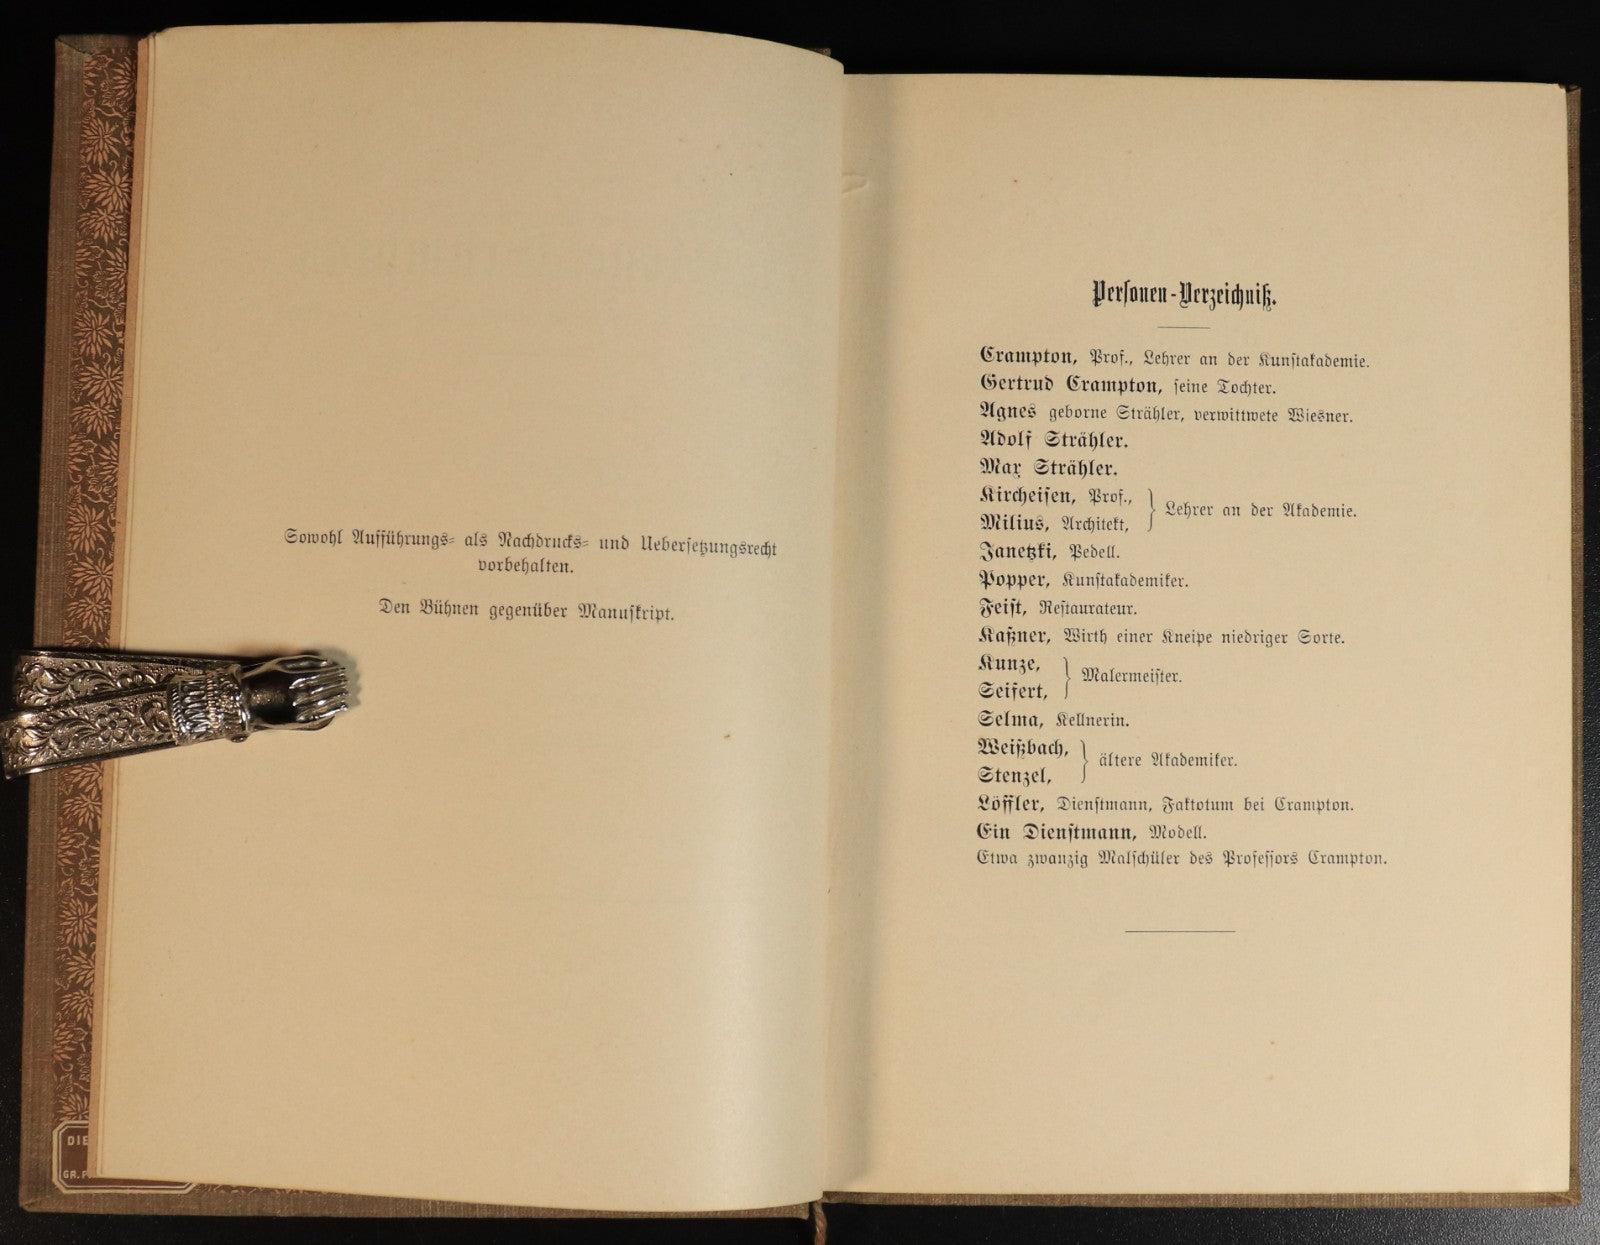 Sowohl Aufführungs- als Nachdrucks- und Uebersetzungsrecht
vorbehalten.
Den Bühnen gegenüber Manuskript.
DIE
GR. F
Personen-Verzeichniß.
Crampton, Prof., Lehrer an der Kunstakademie.
Gertrud Crampton, seine Tochter.
Agnes geborne Strähler, verwittwete Wiesner.
Adolf Strähler.
Max Strähler.
Kircheisen, Prof.,
Milius, Architekt, } Lehrer an der Akademie.
Janetzki, Pedell.
Popper, Kunstakademiker.
Feist, Restaurateur.
Kaßner, Wirth einer Kneipe niedriger Sorte.
Kunze,
Seifert, } Malermeister.
Selma, Kellnerin.
Weißbach,
Stenzel, } ältere Akademiker.
Löffler, Dienstmann, Faktotum bei Crampton.
Ein Dienstmann, Modell.
Etwa zwanzig Malschüler des Professors Crampton.